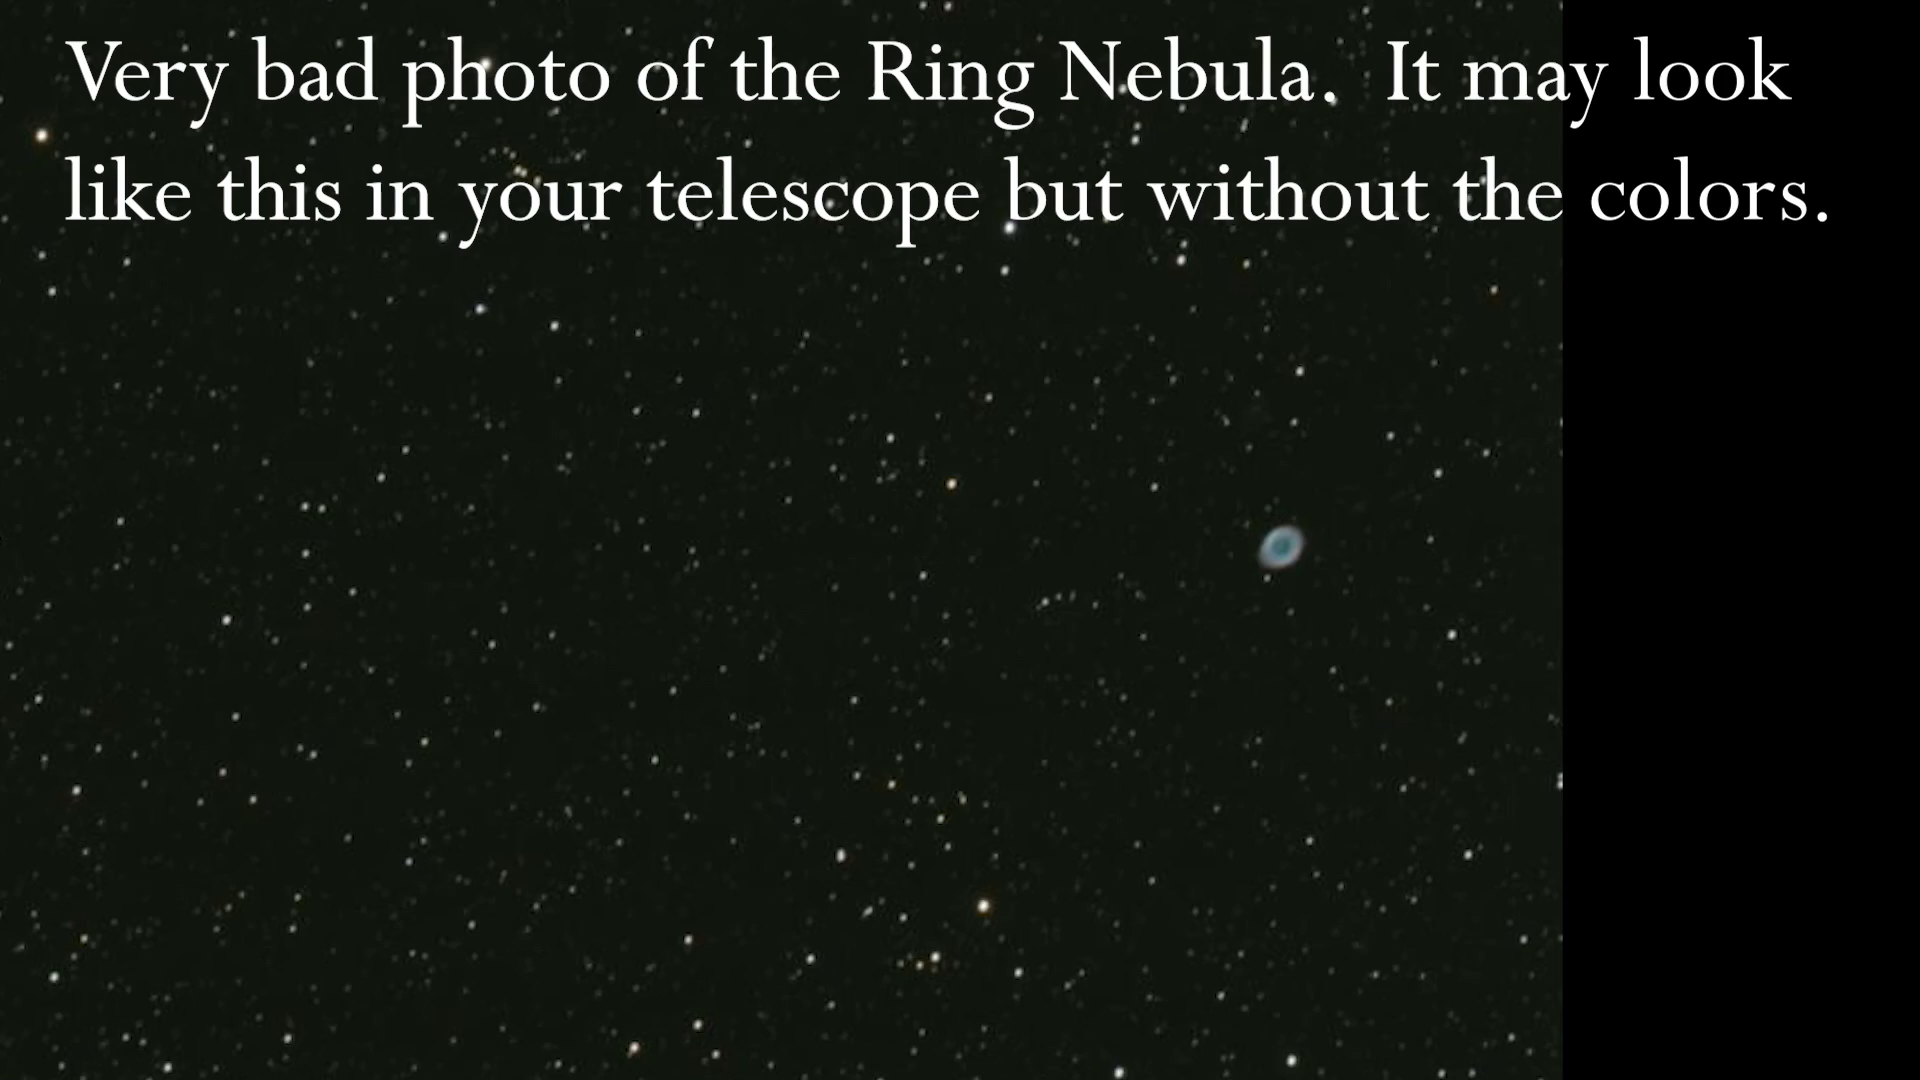 Very bad photo of the Ring Nebula.  It may look
like this in your telescope but without the colors.